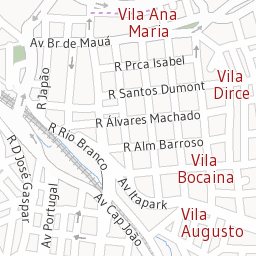 Vila Ana
Maria
Av Br de Mauá
R Prca Isabel
Vila
Dirce
R Japão
R Santos Dumont
R Álvares Machado
R Rio Branco
R Alm Barroso
R D José Gaspar
Vila
Bocaina
Av Itapark
Av Portugal
Av Cap João
Vila
Augusto